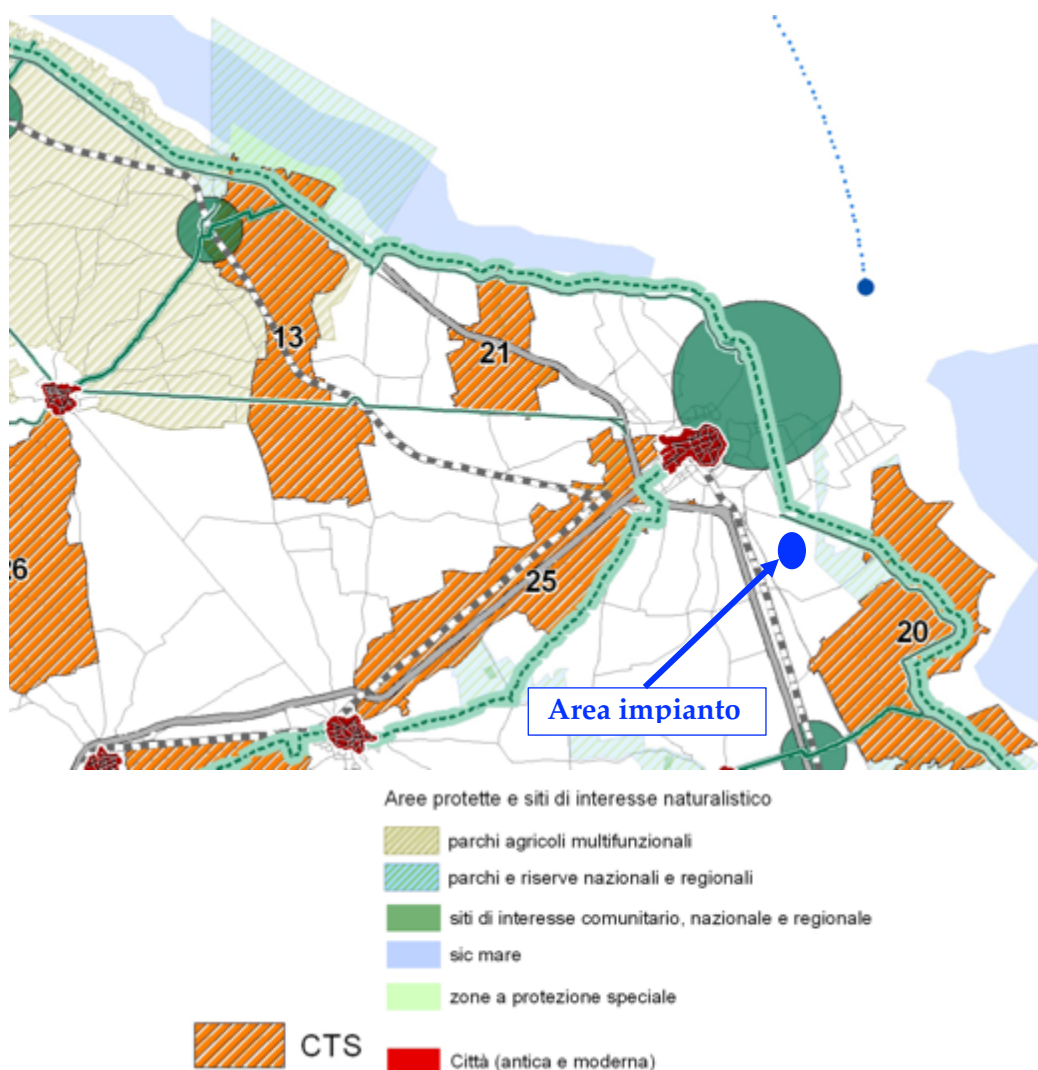 13
21
25
26
20
Area impianto
Aree protette e siti di interesse naturalistico
parchi agricoli multifunzionali
parchi e riserve nazionali e regionali
siti di interesse comunitario, nazionale e regionale
sic mare
zone a protezione speciale
CTS
Città (antica e moderna)